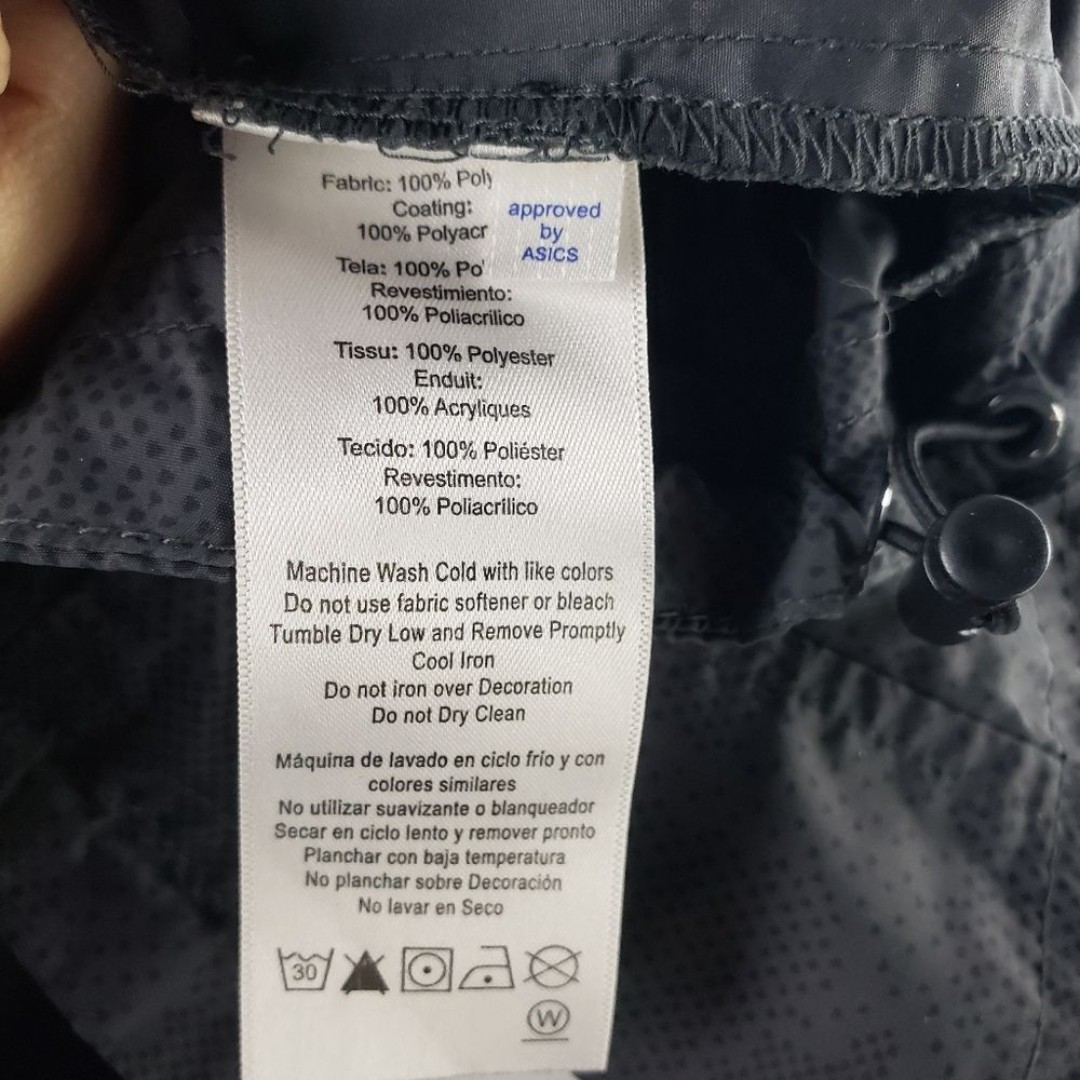 Fabric: 100% Poly
Coating:
100% Polyacr
approved
by
ASICS
Tela: 100% Po
Revestimiento:
100% Poliacrílico
Tissu: 100% Polyester
Enduit:
100% Acryliques
Tecido: 100% Poliéster
Revestimento:
100% Poliacrílico
Machine Wash Cold with like colors
Do not use fabric softener or bleach
Tumble Dry Low and Remove Promptly
Cool Iron
Do not iron over Decoration
Do not Dry Clean
Máquina de lavado en ciclo frío y con
colores similares
No utilizar suavizante o blanqueador
Secar en ciclo lento y remover pronto
Planchar con baja temperatura
No planchar sobre Decoración
No lavar en Seco
30
W